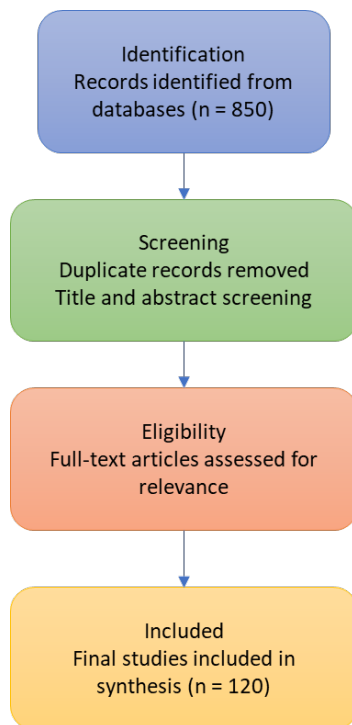 Identification
Records identified from
databases (n = 850)
Screening
Duplicate records removed
Title and abstract screening
Eligibility
Full-text articles assessed for
relevance
Included
Final studies included in
synthesis (n = 120)